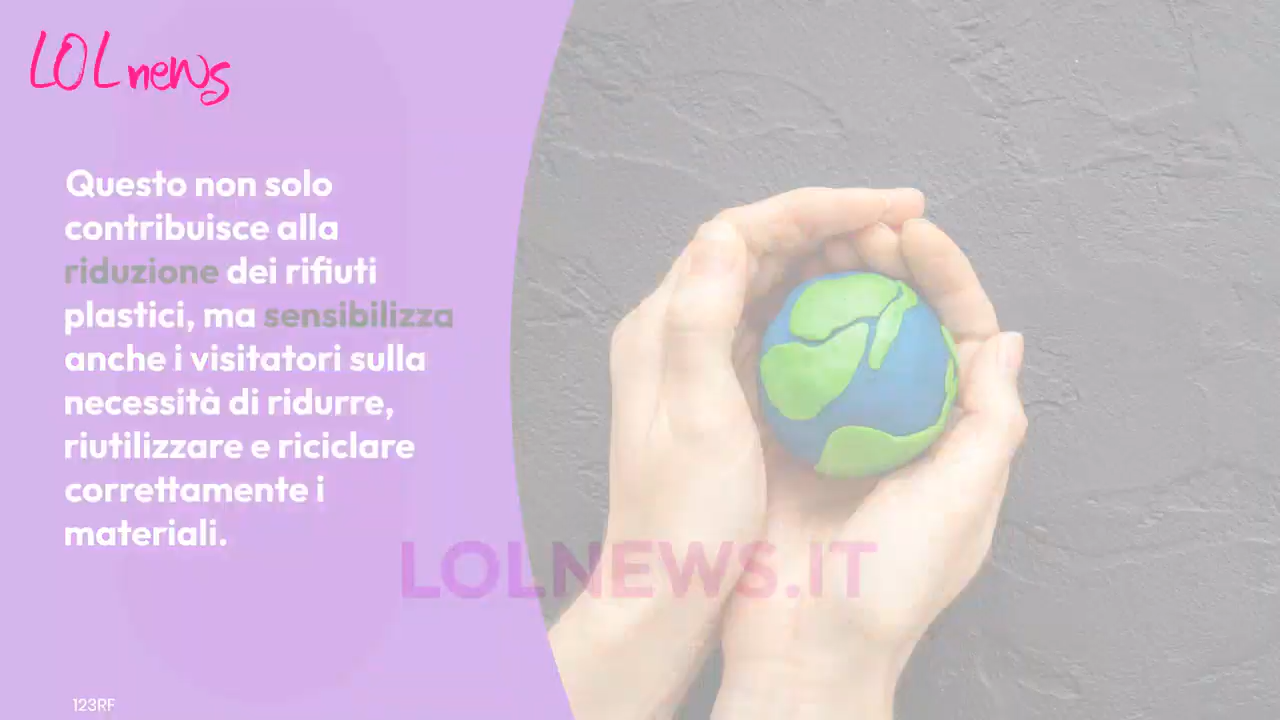 LOL news
Questo non solo
contribuisce alla
riduzione dei rifiuti
plastici, ma sensibilizza
anche i visitatori sulla
necessità di ridurre,
riutilizzare e riciclare
correttamente i
materiali.
LOLNEWS.IT
123RF